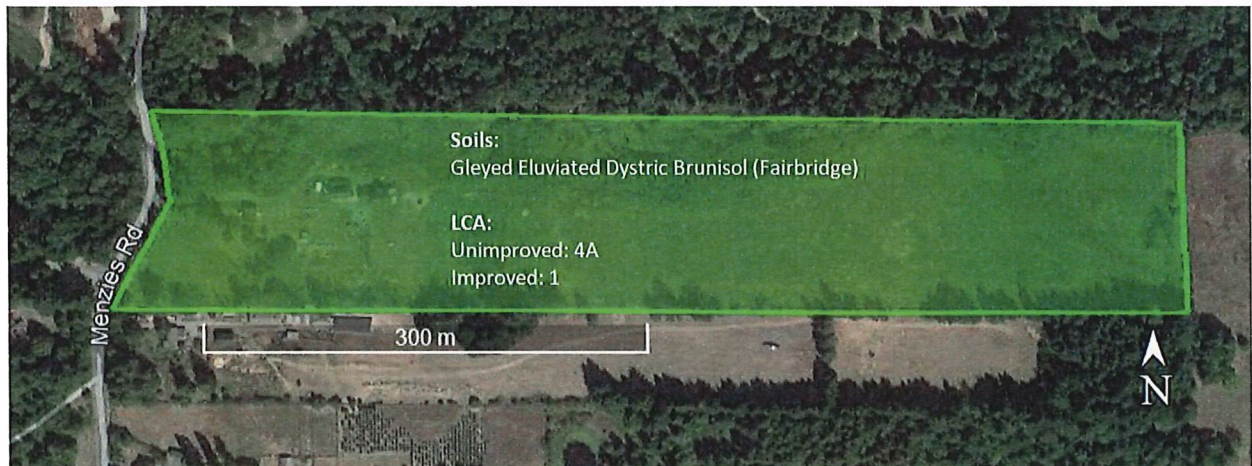 Soils:
Gleyed Eluviated Dystric Brunisol (Fairbridge)
LCA:
Unimproved: 4A
Improved: 1
Menzies Rd
300 m
N